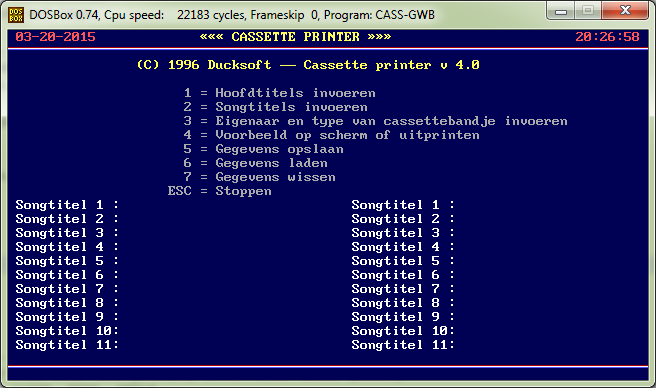 DOSBox 0.74, Cpu speed: 22183 cycles, Frameskip 0, Program: CASS-GWB
03-20-2015 «« CASSETTE PRINTER »» 20:26:58
(C) 1996 Ducksoft —— Cassette printer v 4.0
1 = Hoofdtitels invoeren
2 = Songtitels invoeren
3 = Eigenaar en type van cassettebandje invoeren
4 = Voorbeeld op scherm of uitprinten
5 = Gegevens opslaan
6 = Gegevens laden
7 = Gegevens wissen
ESC = Stoppen
Songtitel 1 : Songtitel 1 :
Songtitel 2 : Songtitel 2 :
Songtitel 3 : Songtitel 3 :
Songtitel 4 : Songtitel 4 :
Songtitel 5 : Songtitel 5 :
Songtitel 6 : Songtitel 6 :
Songtitel 7 : Songtitel 7 :
Songtitel 8 : Songtitel 8 :
Songtitel 9 : Songtitel 9 :
Songtitel 10: Songtitel 10:
Songtitel 11: Songtitel 11: